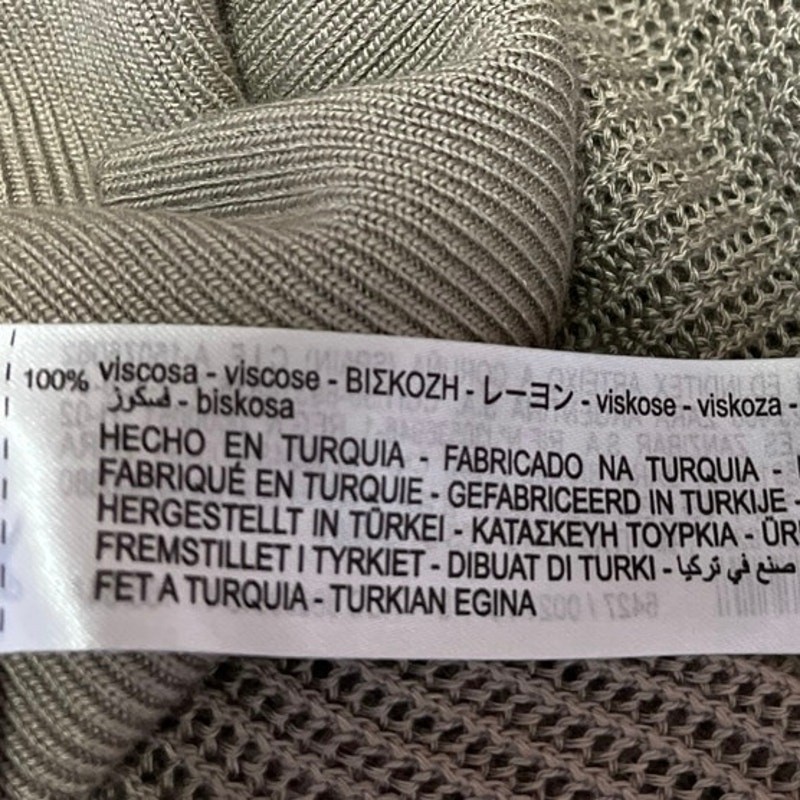 100% viscosa - viscose - ΒΙΣΚΟΖΗ - レーヨン - viskose - viskoza -
فسكوز - biskosa
HECHO EN TURQUIA - FABRICADO NA TURQUIA -
FABRIQUÉ EN TURQUIE - GEFABRICEERD IN TURKIJE -
HERGESTELLT IN TÜRKEI - ΚΑΤΑΣΚΕΥΗ ΤΟΥΡΚΙΑ - ÜR
FREMSTILLET I TYRKIET - DIBUAT DI TURKI - صنع في تركيا
FET A TURQUIA - TURKIAN EGINA